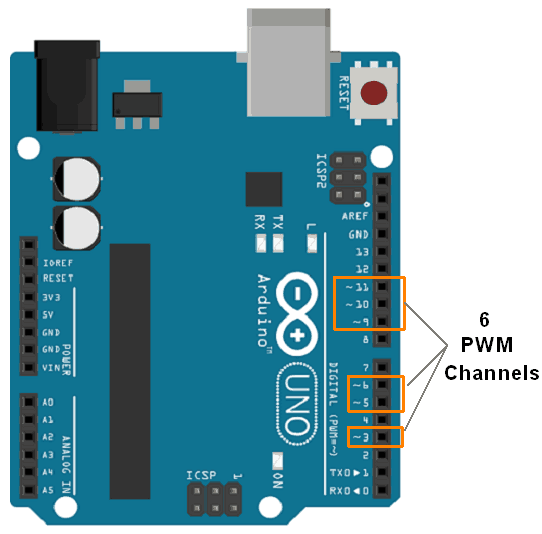 RESET
ICSP2
AREF
GND
13
12
~11
~10
~9
8
7
~6
~5
4
~3
2
TX0►1
RX0◄0
RX
TX
L
Arduino™
UNO
DIGITAL (PWM=~)
ON
ICSP
1
IOREF
RESET
3V3
5V
GND
GND
VIN
POWER
A0
A1
A2
A3
A4
A5
ANALOG IN
6
PWM
Channels